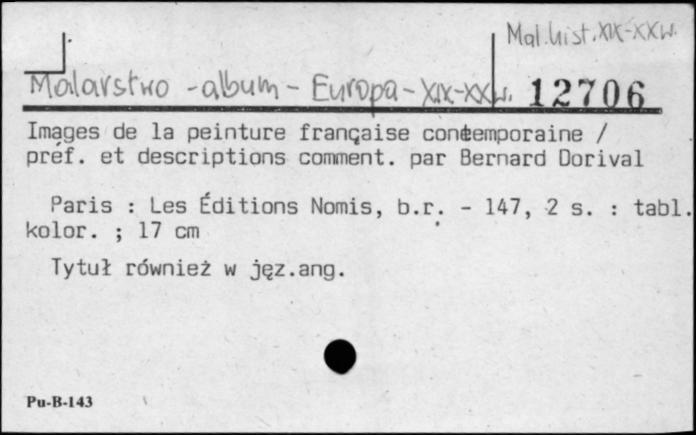 Mal. hist. XIX-XXw.
Malarstwo - album - Europa - XIX-XXw. 12706
Images de la peinture française contemporaine /
préf. et descriptions comment. par Bernard Dorival
Paris : Les Éditions Nomis, b.r. - 147, 2 s. : tabl.
kolor. ; 17 cm
Tytuł również w jęz.ang.
Pu-B-143